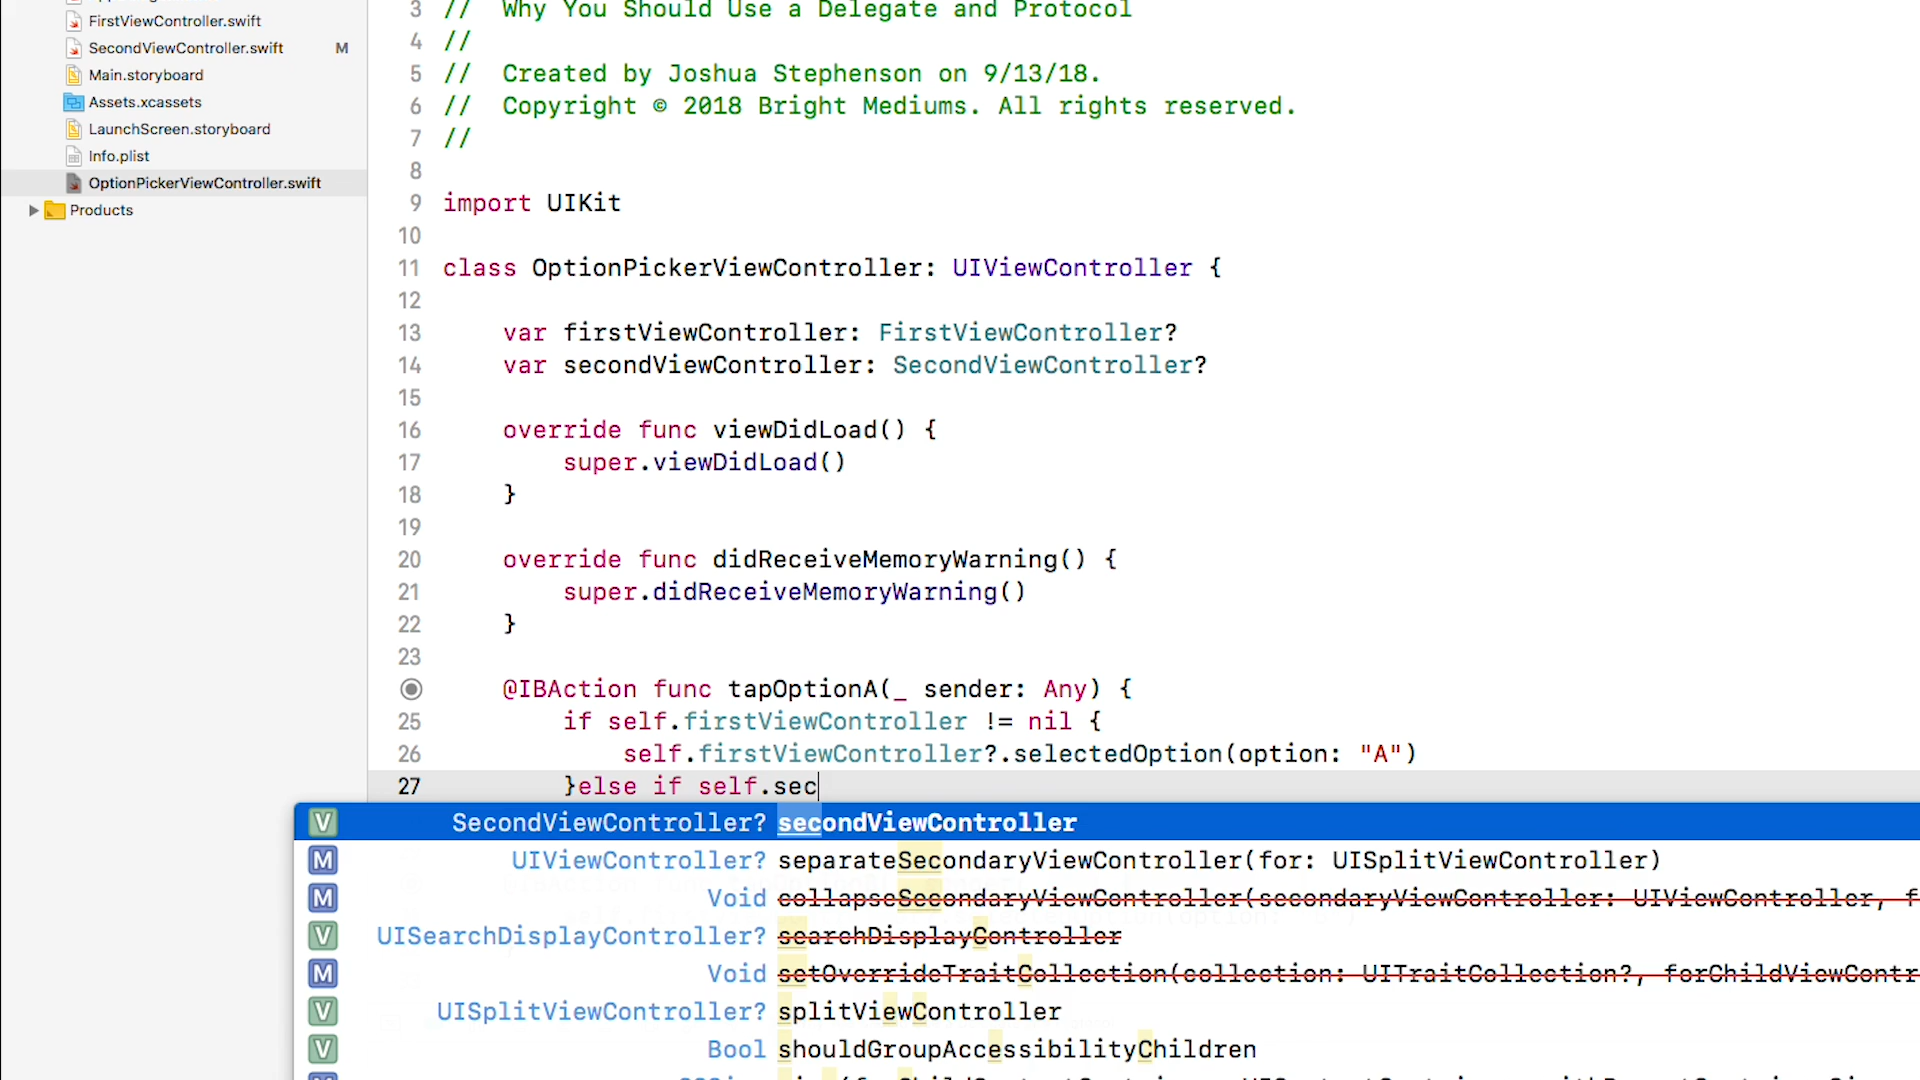 FirstViewController.swift
SecondViewController.swift M
Main.storyboard
Assets.xcassets
LaunchScreen.storyboard
Info.plist
OptionPickerViewController.swift
Products
3 // Why You Should Use a Delegate and Protocol
4 //
5 // Created by Joshua Stephenson on 9/13/18.
6 // Copyright © 2018 Bright Mediums. All rights reserved.
7 //
8
9 import UIKit
10
11 class OptionPickerViewController: UIViewController {
12
13 var firstViewController: FirstViewController?
14 var secondViewController: SecondViewController?
15
16 override func viewDidLoad() {
17 super.viewDidLoad()
18 }
19
20 override func didReceiveMemoryWarning() {
21 super.didReceiveMemoryWarning()
22 }
23
@IBAction func tapOptionA(_ sender: Any) {
25 if self.firstViewController != nil {
26 self.firstViewController?.selectedOption(option: "A")
27 }else if self.sec
V SecondViewController? secondViewController
M UIViewController? separateSecondaryViewController(for: UISplitViewController)
M Void collapseSecondaryViewController(secondaryViewController: UIViewController, f
V UISearchDisplayController? searchDisplayController
M Void setOverrideTraitCollection(collection: UITraitCollection?, forChildViewContr
V UISplitViewController? splitViewController
V Bool shouldGroupAccessibilityChildren